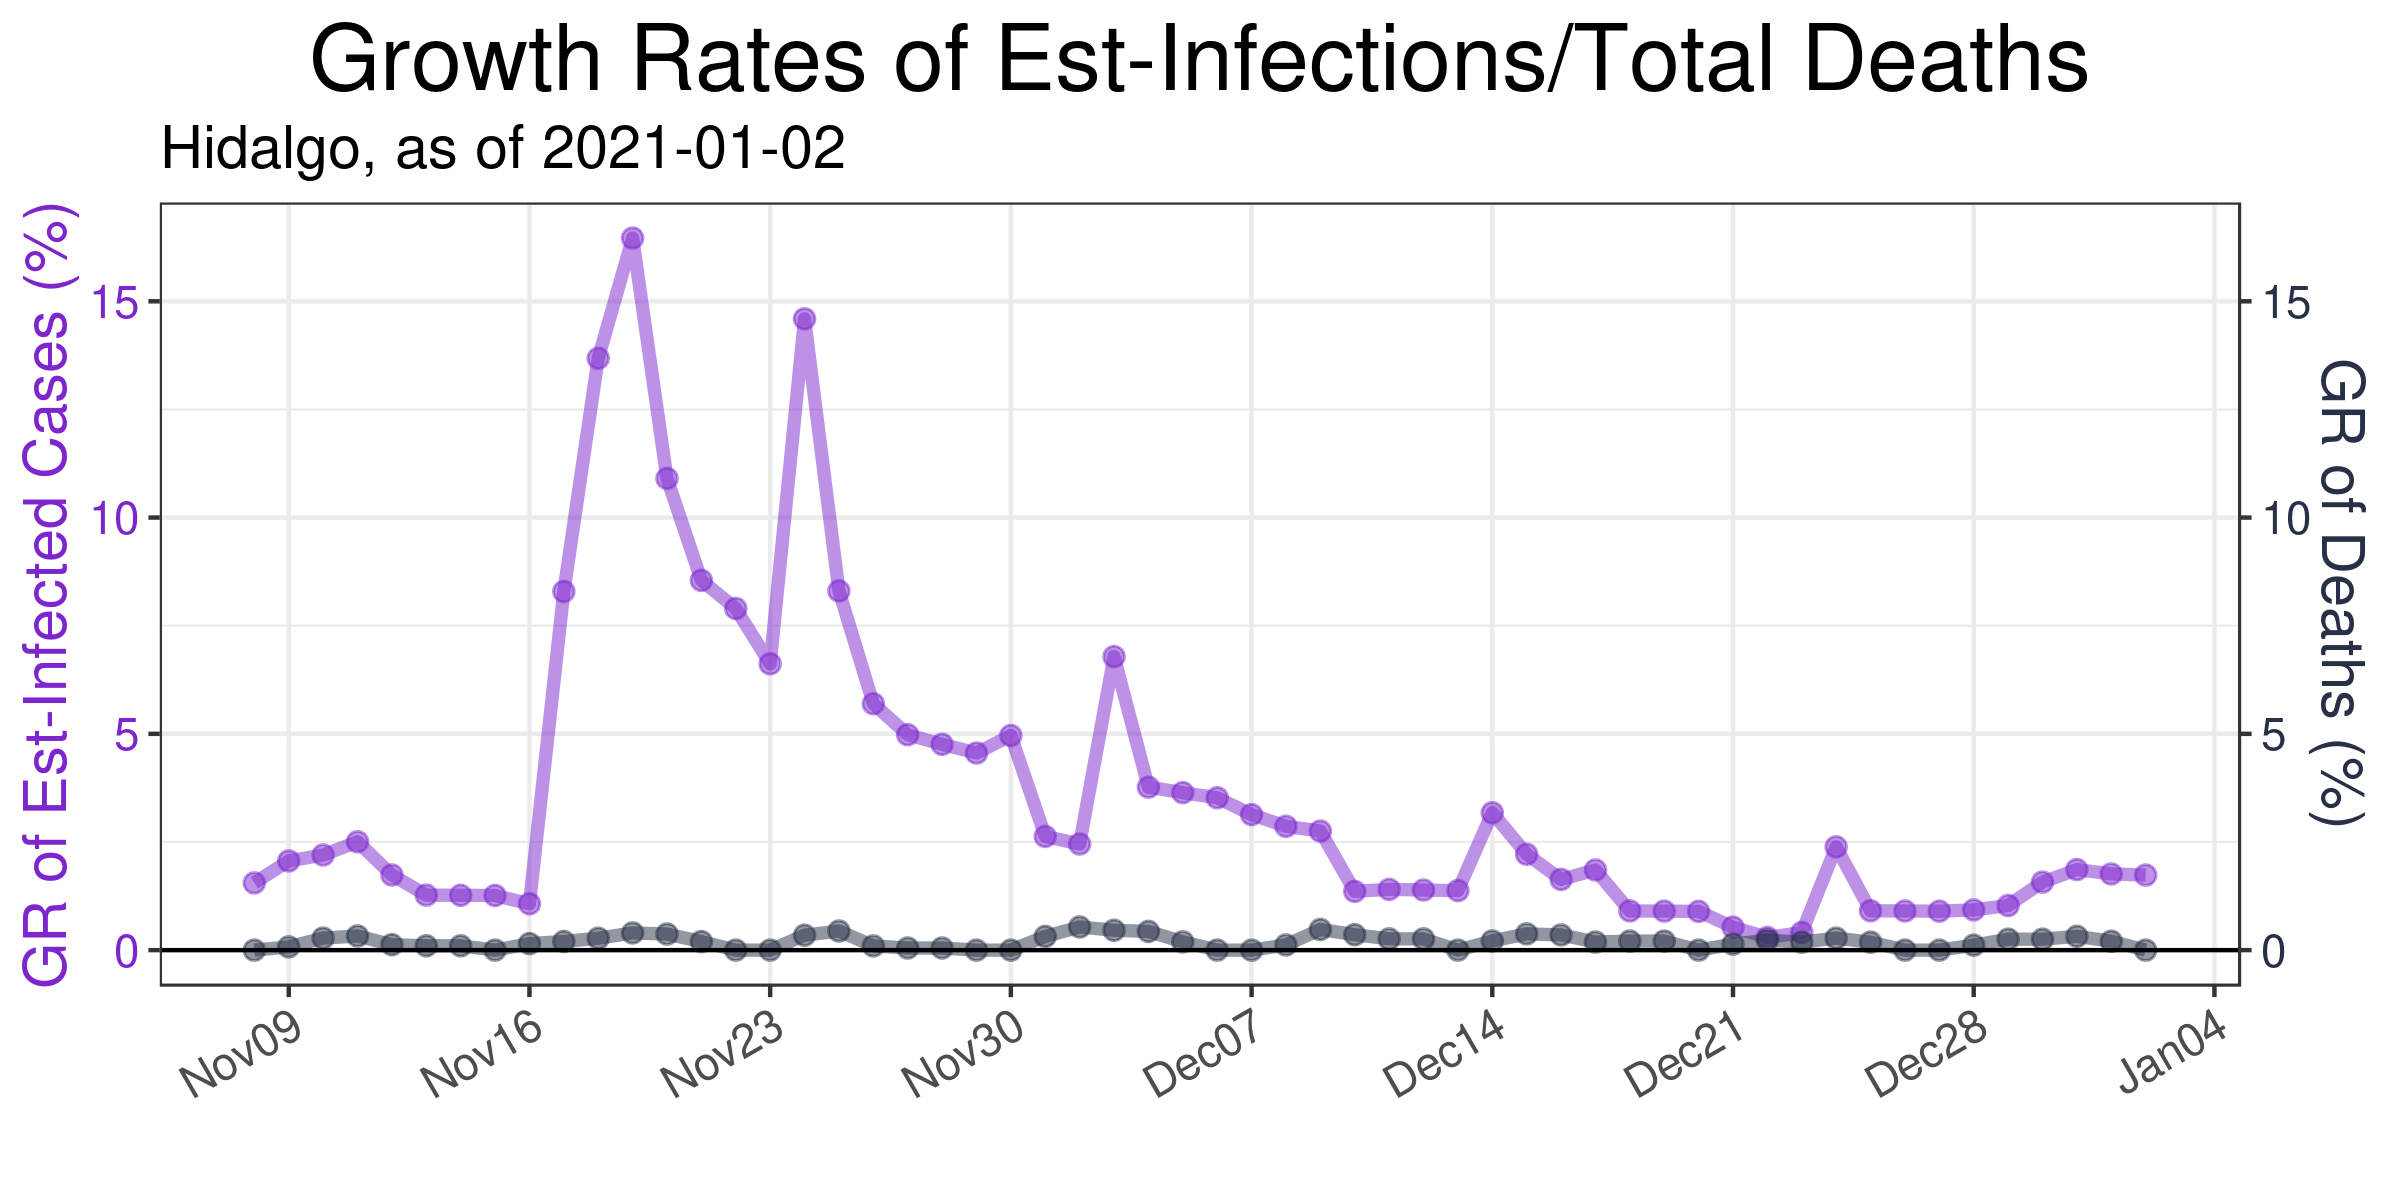 Growth Rates of Est-Infections/Total Deaths
Hidalgo, as of 2021-01-02
GR of Est-Infected Cases (%)
15
10
5
0
15
10
5
0
GR of Deaths (%)
Nov09
Nov16
Nov23
Nov30
Dec07
Dec14
Dec21
Dec28
Jan04